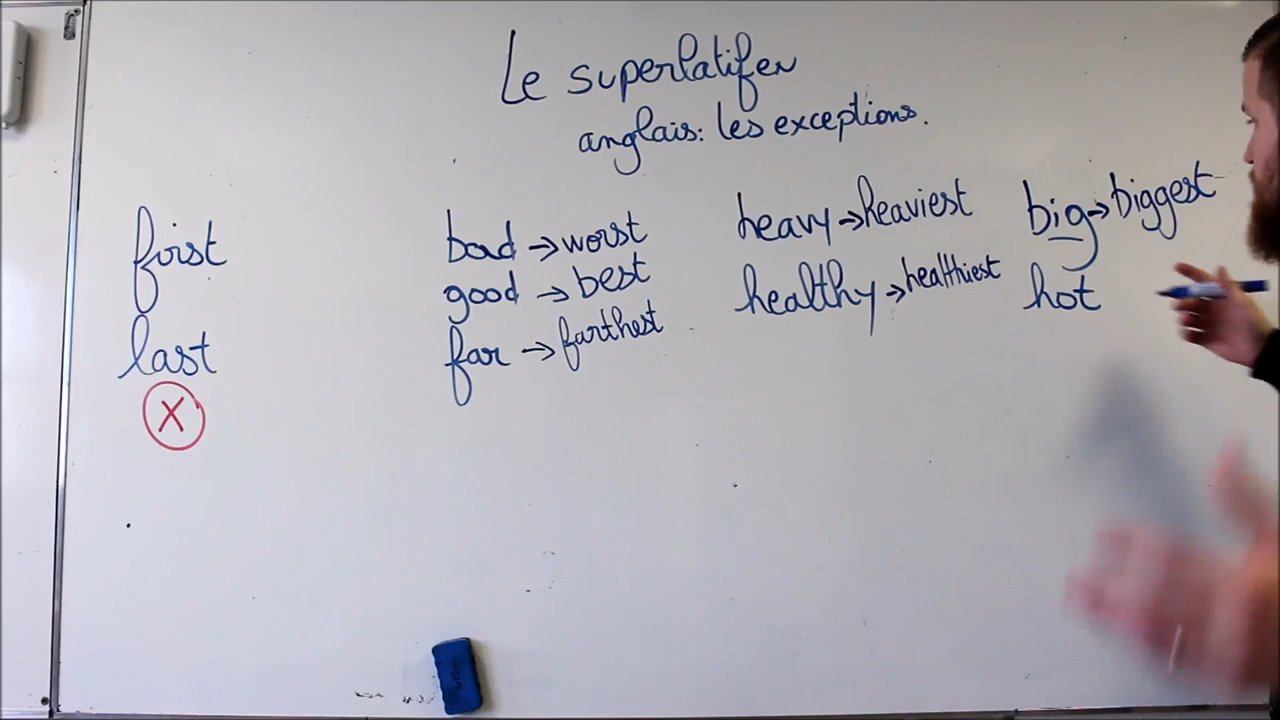 Le superlatif en
anglais: les exceptions.
first
last
X
bad → worst
good → best
far → farthest
heavy → heaviest
healthy → healthiest
big → biggest
hot